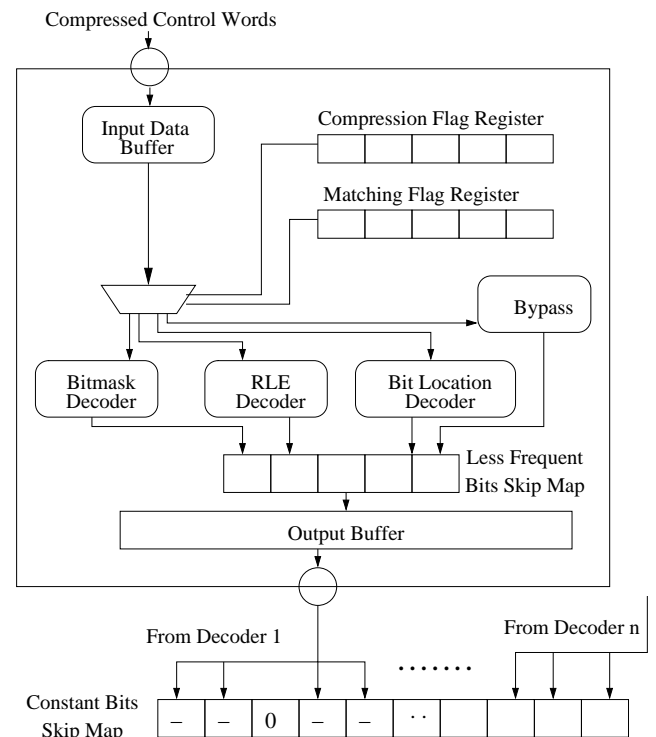 Compressed Control Words
Input Data
Buffer
Compression Flag Register
Matching Flag Register
Bypass
Bitmask
Decoder
RLE
Decoder
Bit Location
Decoder
Less Frequent
Bits Skip Map
Output Buffer
From Decoder 1
From Decoder n
.......
Constant Bits
Skip Map
– – 0 – – ..